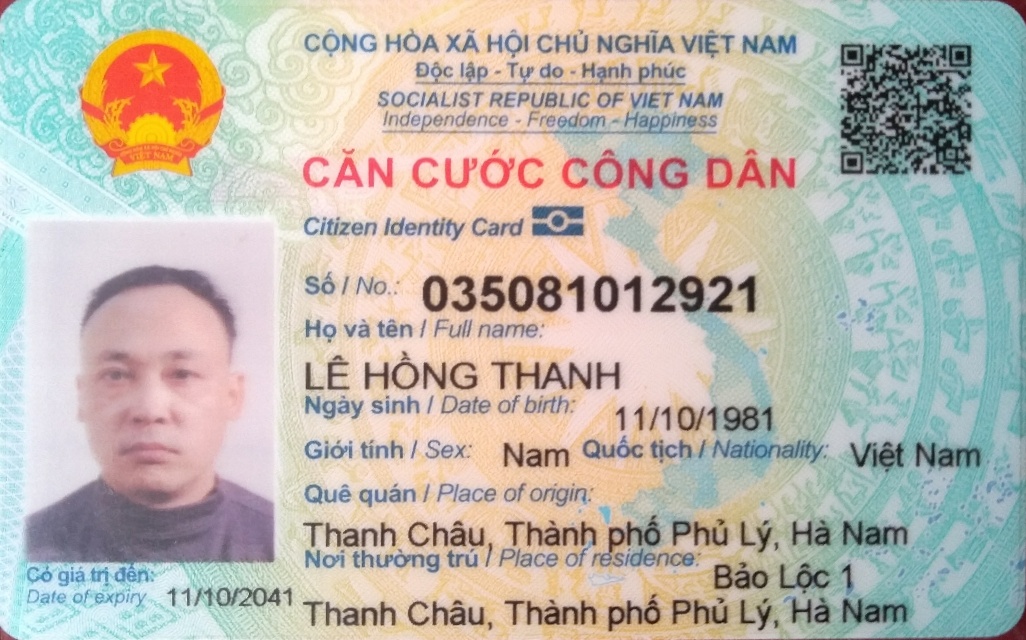 CỘNG HÒA XÃ HỘI CHỦ NGHĨA VIỆT NAM
Độc lập - Tự do - Hạnh phúc
SOCIALIST REPUBLIC OF VIET NAM
Independence - Freedom - Happiness
CĂN CƯỚC CÔNG DÂN
Citizen Identity Card
Số / No.: 035081012921
Họ và tên / Full name:
LÊ HỒNG THANH
Ngày sinh / Date of birth: 11/10/1981
Giới tính / Sex: Nam Quốc tịch / Nationality: Việt Nam
Quê quán / Place of origin:
Thanh Châu, Thành phố Phủ Lý, Hà Nam
Nơi thường trú / Place of residence: Bảo Lộc 1
Thanh Châu, Thành phố Phủ Lý, Hà Nam
Có giá trị đến:
Date of expiry 11/10/2041